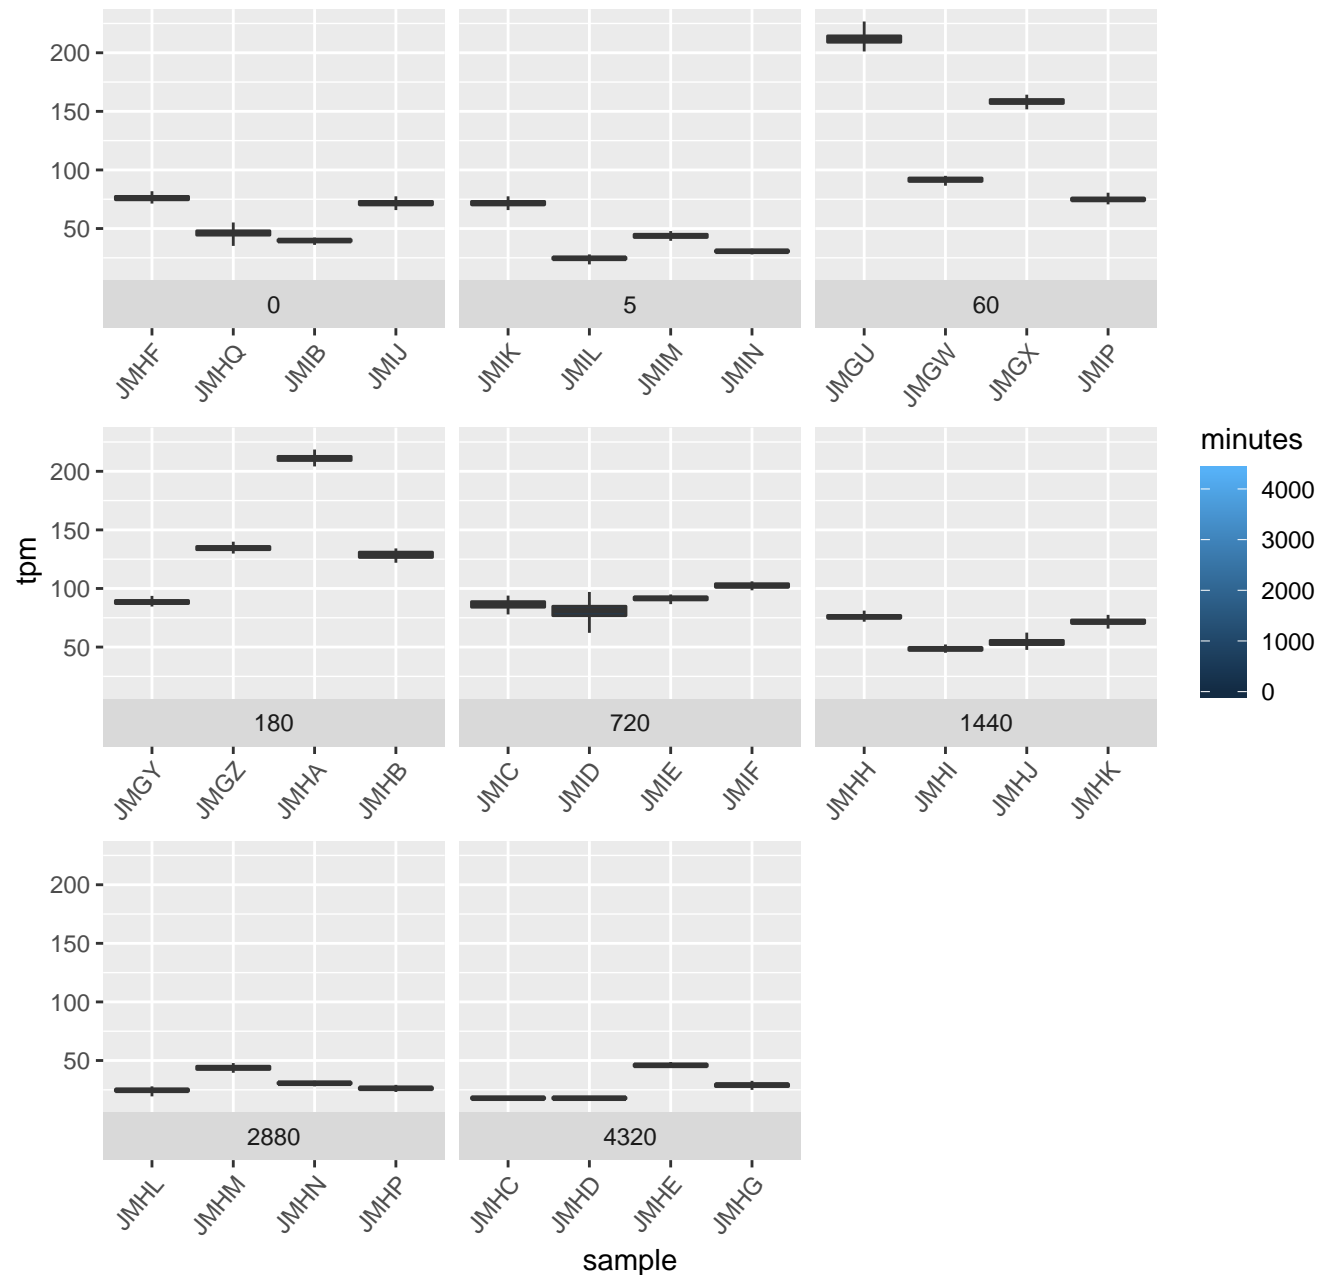 200
150
100
50
0 5 60
JMHF JMHQ JMIB JMIJ JMIK JMIL JMIM JMIN JMGU JMGW JMGX JMIP
tpm
200
150
100
50
180 720 1440
JMGY JMGZ JMHA JMHB JMIC JMID JMIE JMIF JMHH JMHI JMHJ JMHK
minutes
4000
3000
2000
1000
0
200
150
100
50
2880 4320
JMHL JMHM JMHN JMHP JMHC JMHD JMHE JMHG
sample